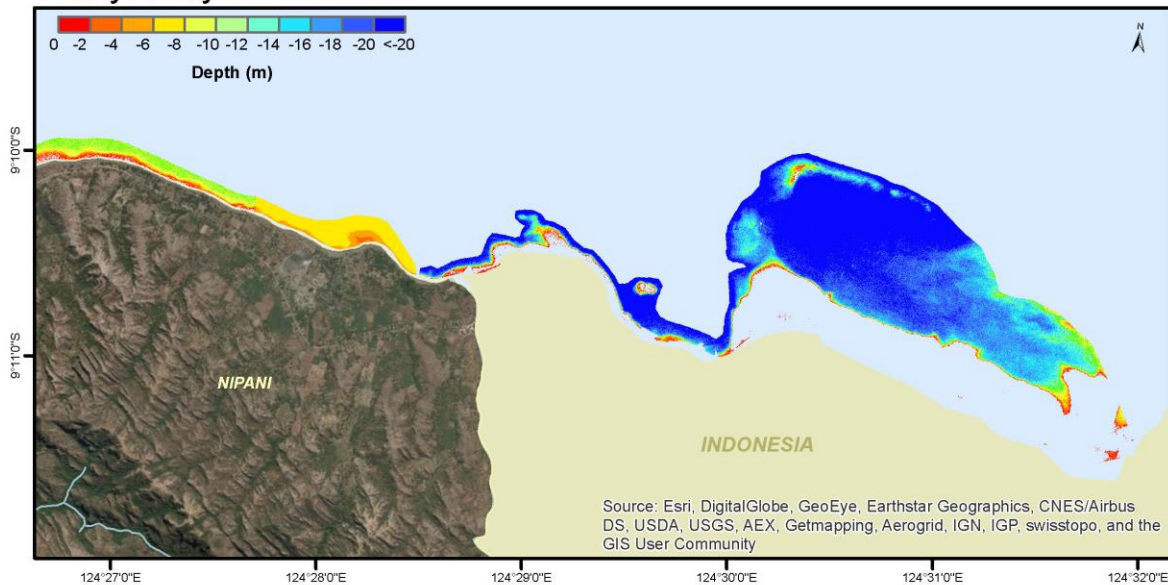 0 -2 -4 -6 -8 -10 -12 -14 -16 -18 -20 <-20
Depth (m)
N
9°10'0"S
9°11'0"S
NIPANI
INDONESIA
Source: Esri, DigitalGlobe, GeoEye, Earthstar Geographics, CNES/Airbus
DS, USDA, USGS, AEX, Getmapping, Aerogrid, IGN, IGP, swisstopo, and the
GIS User Community
124°27'0"E 124°28'0"E 124°29'0"E 124°30'0"E 124°31'0"E 124°32'0"E